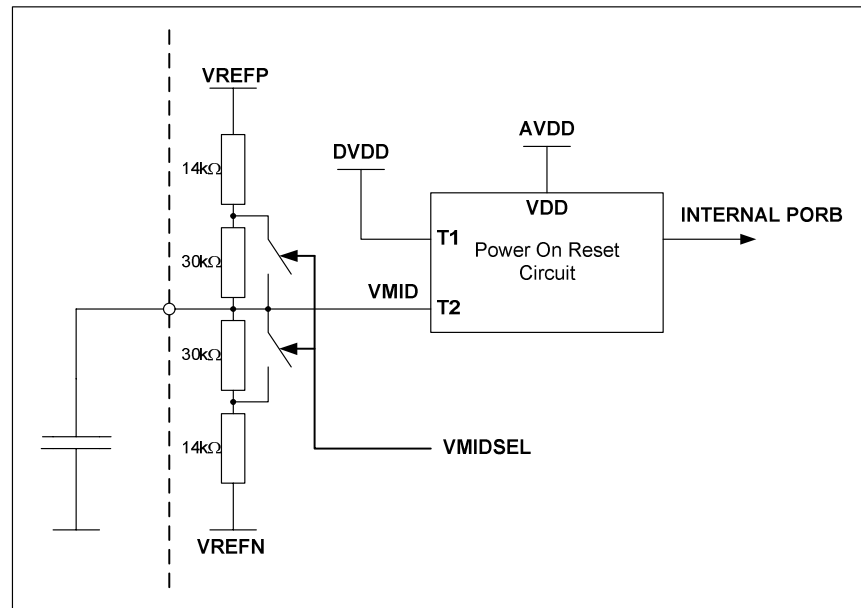 VREFP
AVDD
DVDD
14kΩ
VDD
INTERNAL PORB
T1
Power On Reset
Circuit
30kΩ
VMID
T2
30kΩ
14kΩ
VMIDSEL
VREFN